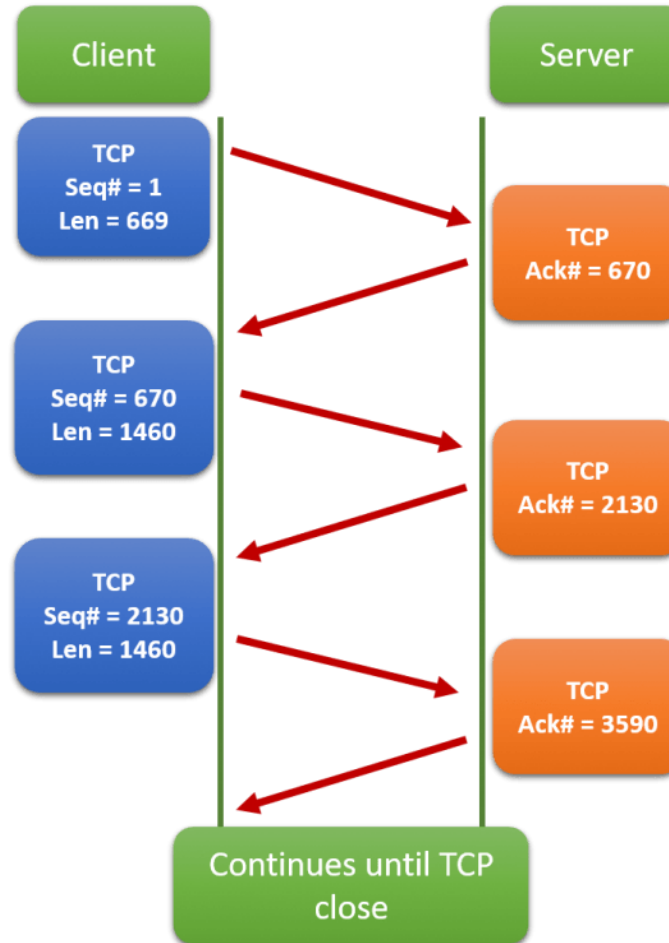 Client
Server
TCP
Seq# = 1
Len = 669
TCP
Ack# = 670
TCP
Seq# = 670
Len = 1460
TCP
Ack# = 2130
TCP
Seq# = 2130
Len = 1460
TCP
Ack# = 3590
Continues until TCP
close